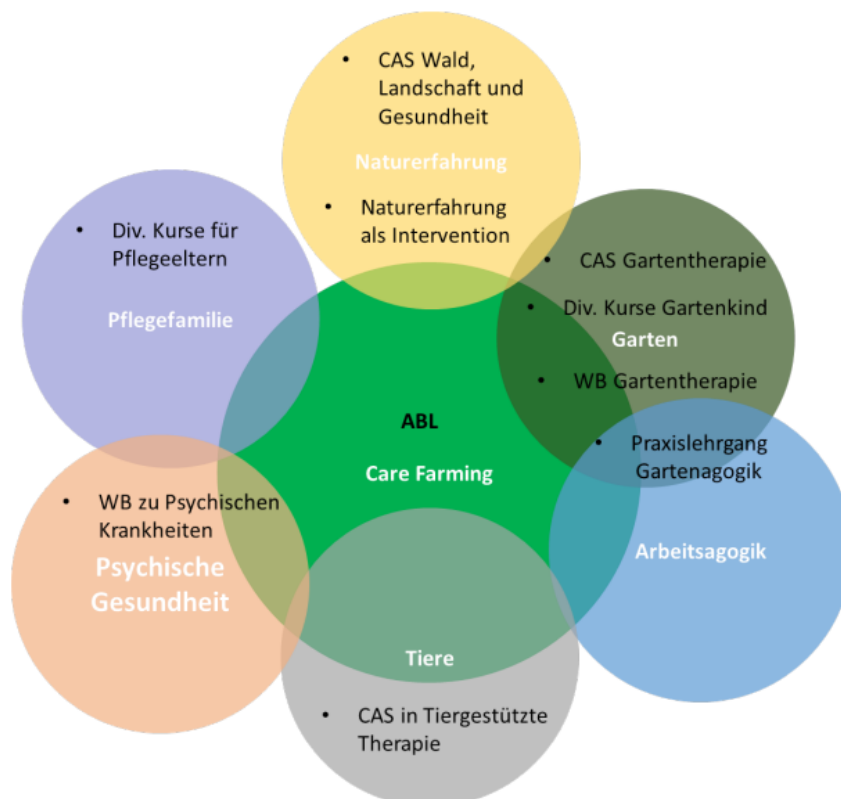 • CAS Wald,
Landschaft und
Gesundheit
Naturerfahrung
• Naturerfahrung
als Intervention
• Div. Kurse für
Pflegeeltern
Pflegefamilie
• CAS Gartentherapie
• Div. Kurse Gartenkind
Garten
• WB Gartentherapie
ABL
Care Farming
• Praxislehrgang
Gartenagogik
Arbeitsagogik
• WB zu Psychischen
Krankheiten
Psychische
Gesundheit
Tiere
• CAS in Tiergestützte
Therapie